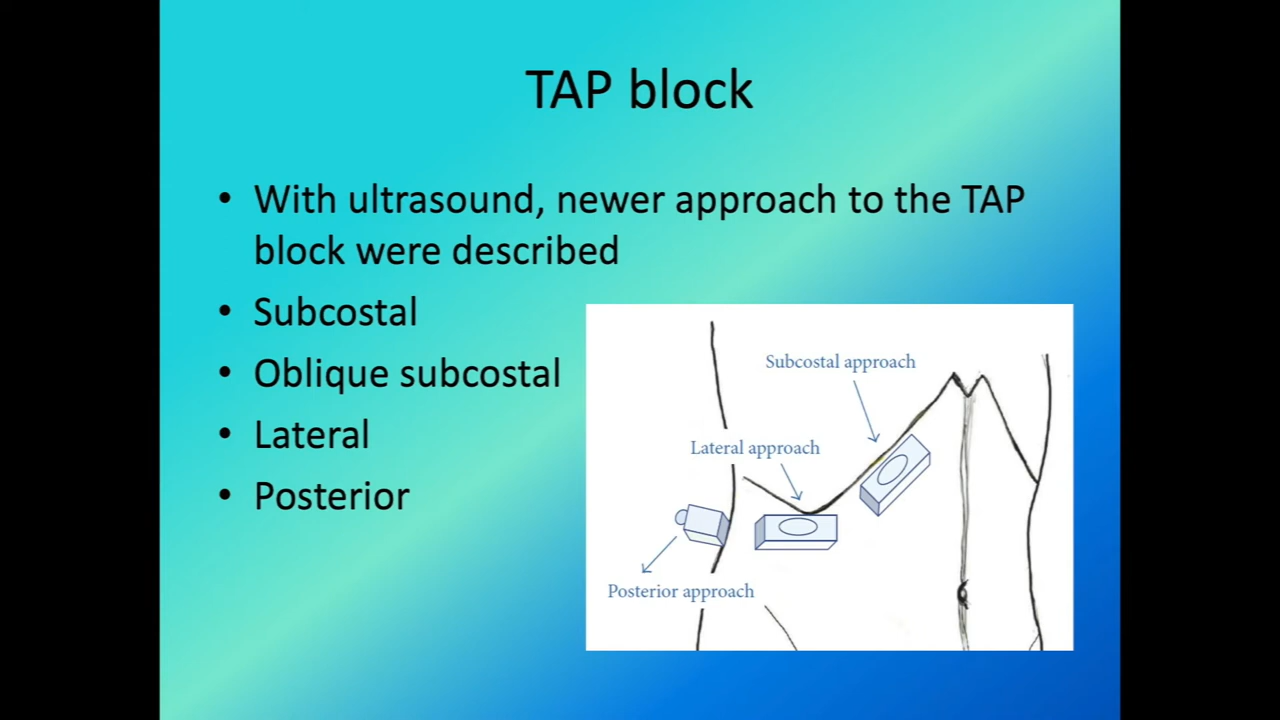 TAP block
• With ultrasound, newer approach to the TAP
block were described
• Subcostal
• Oblique subcostal
• Lateral
• Posterior
Subcostal approach
Lateral approach
Posterior approach